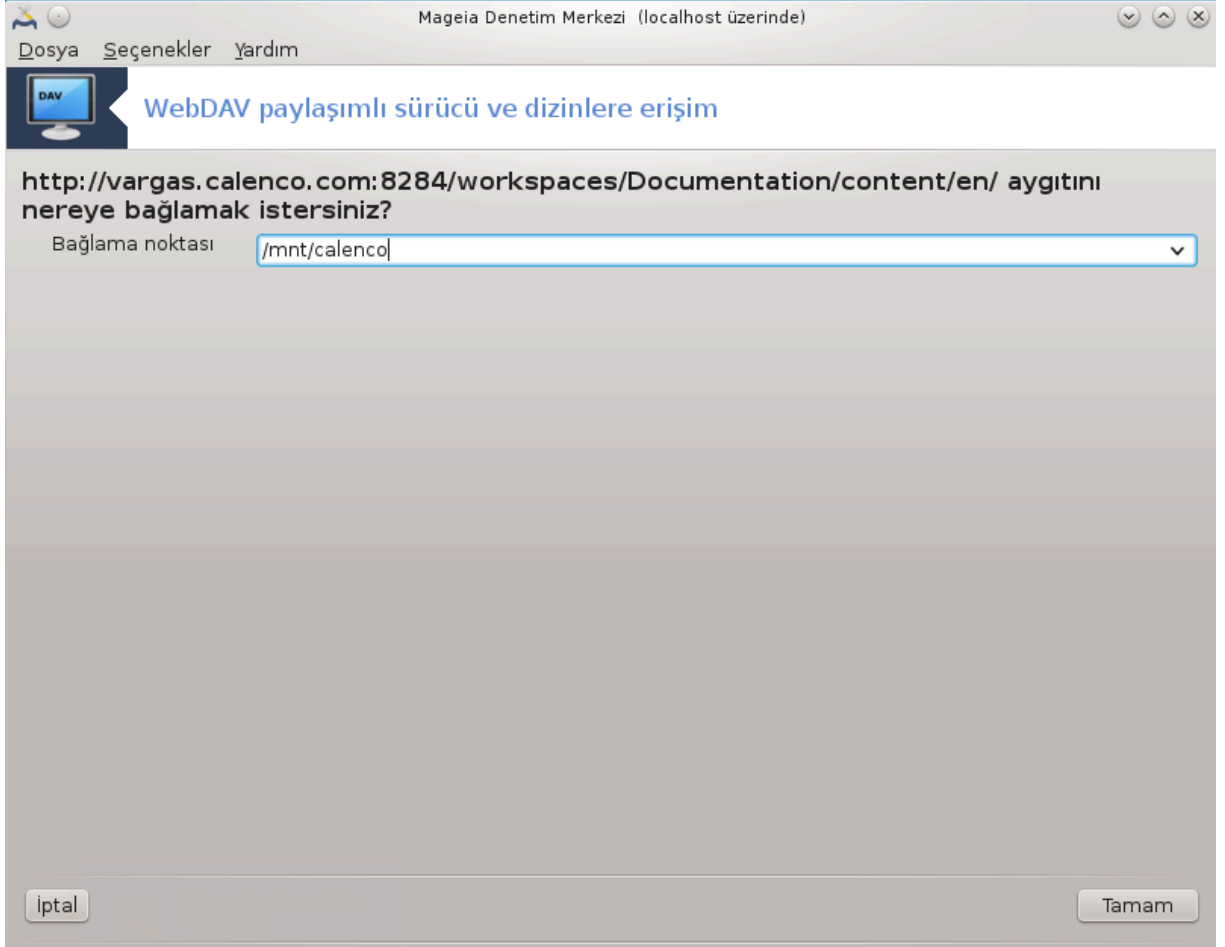 Mageia Denetim Merkezi (localhost üzerinde)
Dosya Seçenekler Yardım
DAV
WebDAV paylaşımlı sürücü ve dizinlere erişim
http://vargas.calenco.com:8284/workspaces/Documentation/content/en/ aygıtını
nereye bağlamak istersiniz?
Bağlama noktası /mnt/calenco
İptal Tamam